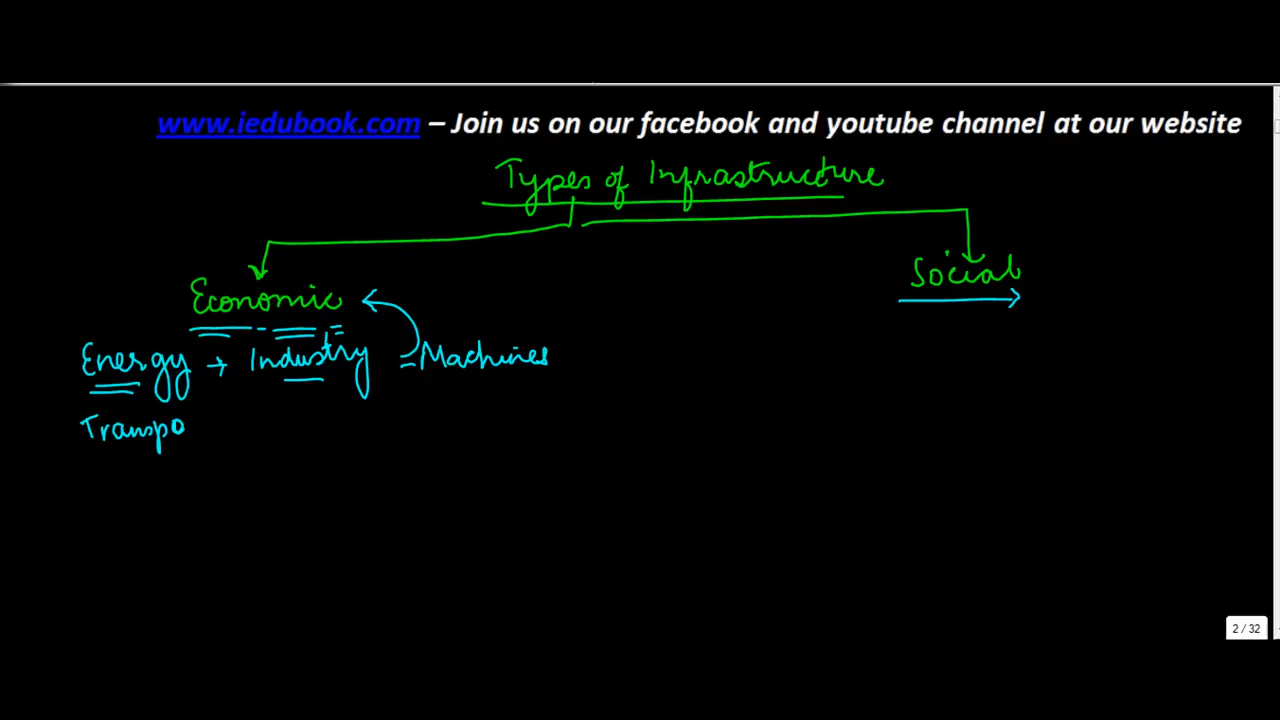 www.iedubook.com – Join us on our facebook and youtube channel at our website
Types of Infrastructure
Economic
Social
Energy → Industry = Machines
Transpo
2 / 32